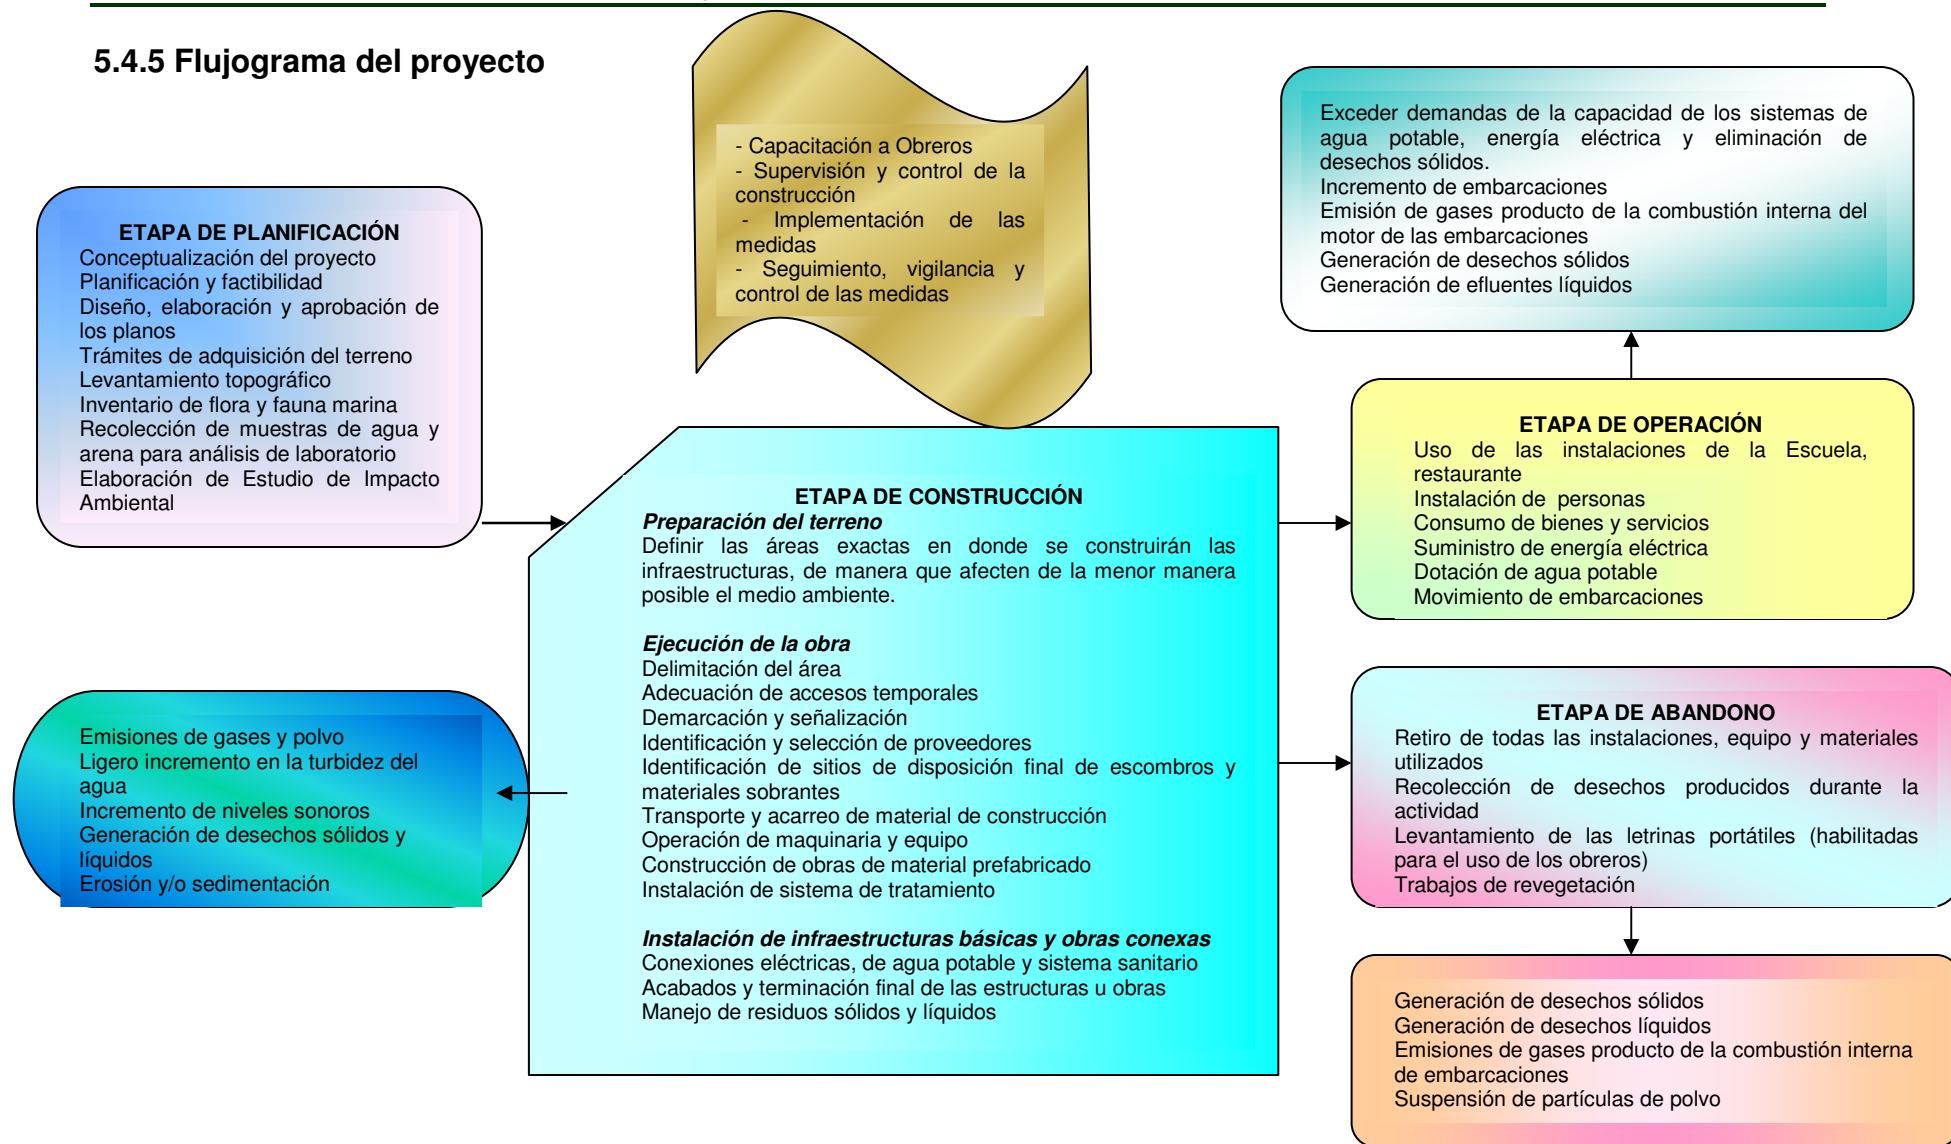 5.4.5 Flujograma del proyecto
- Capacitación a Obreros
- Supervisión y control de la
construcción
- Implementación de las
medidas
- Seguimiento, vigilancia y
control de las medidas
Exceder demandas de la capacidad de los sistemas de
agua potable, energía eléctrica y eliminación de
desechos sólidos.
Incremento de embarcaciones
Emisión de gases producto de la combustión interna del
motor de las embarcaciones
Generación de desechos sólidos
Generación de efluentes líquidos
ETAPA DE PLANIFICACIÓN
Conceptualización del proyecto
Planificación y factibilidad
Diseño, elaboración y aprobación de
los planos
Trámites de adquisición del terreno
Levantamiento topográfico
Inventario de flora y fauna marina
Recolección de muestras de agua y
arena para análisis de laboratorio
Elaboración de Estudio de Impacto
Ambiental
ETAPA DE CONSTRUCCIÓN
Preparación del terreno
Definir las áreas exactas en donde se construirán las
infraestructuras, de manera que afecten de la menor manera
posible el medio ambiente.
Ejecución de la obra
Delimitación del área
Adecuación de accesos temporales
Demarcación y señalización
Identificación y selección de proveedores
Identificación de sitios de disposición final de escombros y
materiales sobrantes
Transporte y acarreo de material de construcción
Operación de maquinaria y equipo
Construcción de obras de material prefabricado
Instalación de sistema de tratamiento
Instalación de infraestructuras básicas y obras conexas
Conexiones eléctricas, de agua potable y sistema sanitario
Acabados y terminación final de las estructuras u obras
Manejo de residuos sólidos y líquidos
ETAPA DE OPERACIÓN
Uso de las instalaciones de la Escuela,
restaurante
Instalación de personas
Consumo de bienes y servicios
Suministro de energía eléctrica
Dotación de agua potable
Movimiento de embarcaciones
Emisiones de gases y polvo
Ligero incremento en la turbidez del
agua
Incremento de niveles sonoros
Generación de desechos sólidos y
líquidos
Erosión y/o sedimentación
ETAPA DE ABANDONO
Retiro de todas las instalaciones, equipo y materiales
utilizados
Recolección de desechos producidos durante la
actividad
Levantamiento de las letrinas portátiles (habilitadas
para el uso de los obreros)
Trabajos de revegetación
Generación de desechos sólidos
Generación de desechos líquidos
Emisiones de gases producto de la combustión interna
de embarcaciones
Suspensión de partículas de polvo